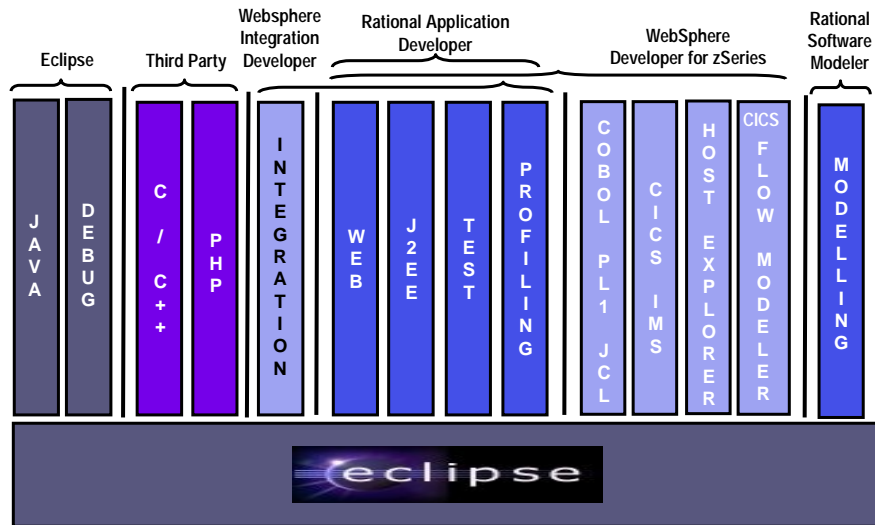 Eclipse
Third Party
Websphere
Integration
Developer
Rational Application
Developer
WebSphere
Developer for zSeries
Rational
Software
Modeler
JAVA
DEBUG
C / C++
PHP
INTEGRATION
WEB
J2EE
TEST
PROFILING
COBOL PL1 JCL
CICS IMS
HOST EXPLORER
CICS
FLOW MODELER
MODELLING
eclipse